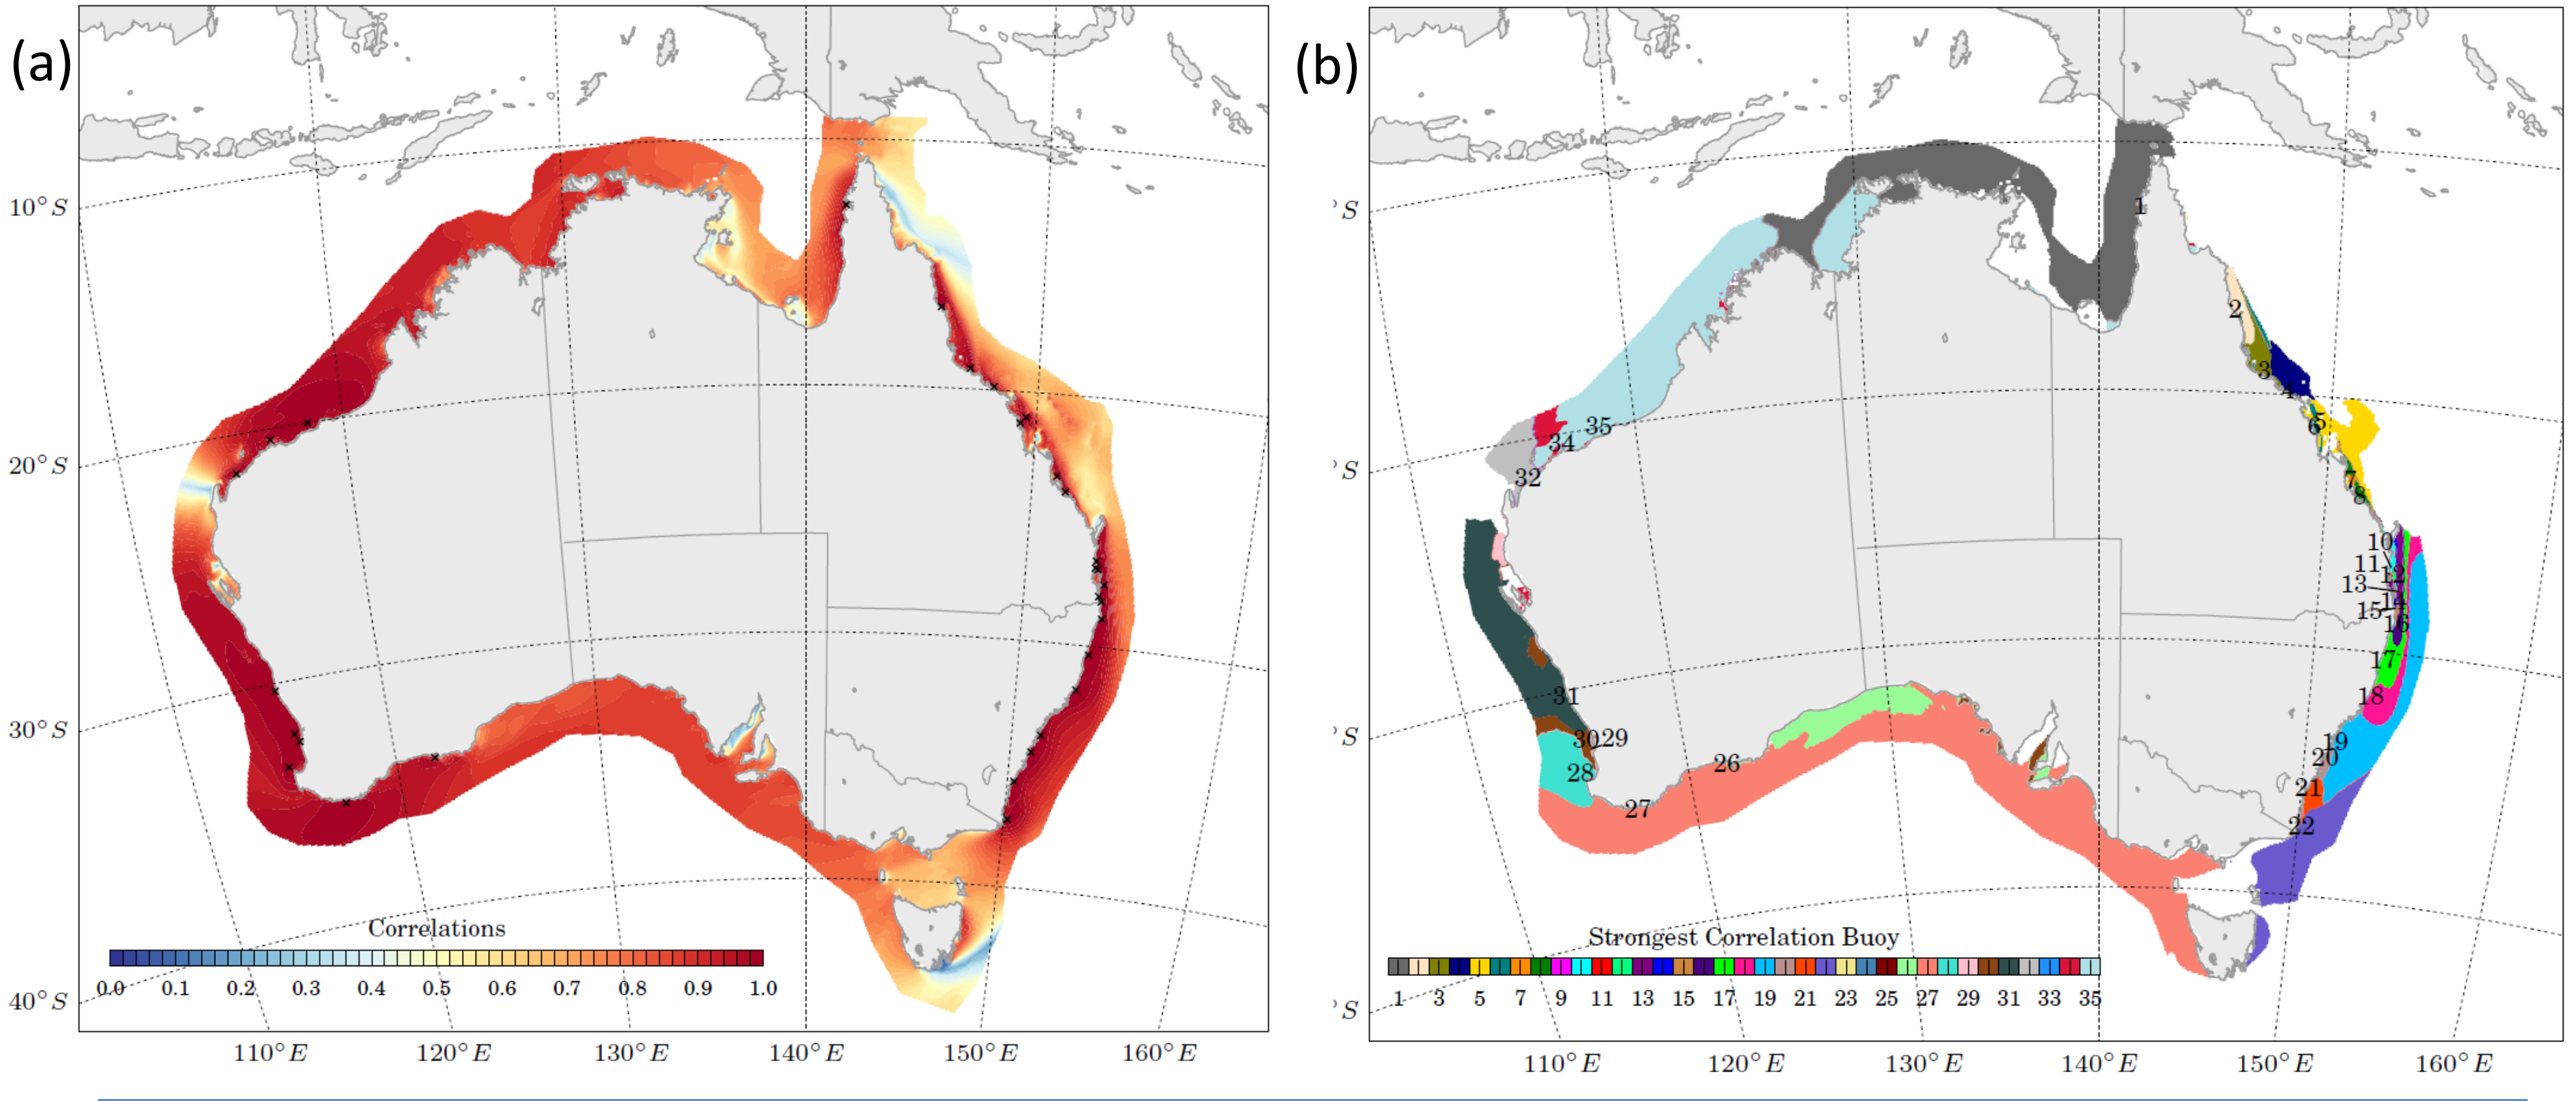 (a)
10°S
20°S
30°S
40°S
Correlations
0.0 0.1 0.2 0.3 0.4 0.5 0.6 0.7 0.8 0.9 1.0
110°E 120°E 130°E 140°E 150°E 160°E
(b)
°S
°S
°S
°S
1
2
3
4
5
6
7
8
10
11
12
13
14
15
16
17
18
19
20
21
22
26
27
28
30 29
31
32
34
35
Strongest Correlation Buoy
1 3 5 7 9 11 13 15 17 19 21 23 25 27 29 31 33 35
110°E 120°E 130°E 140°E 150°E 160°E